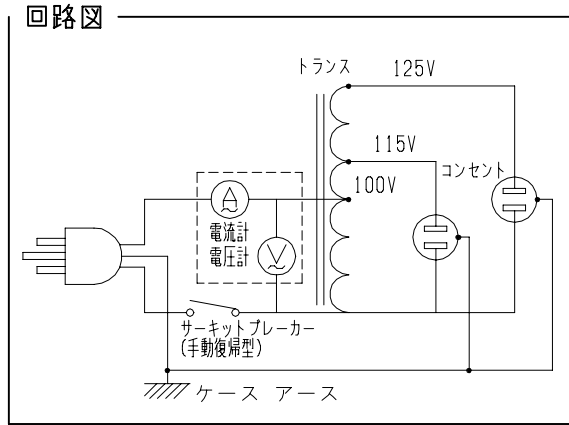 回路図
トランス
125V
115V
コンセント
100V
A
電流計
電圧計
V
サーキットブレーカー
(手動復帰型)
ケース アース